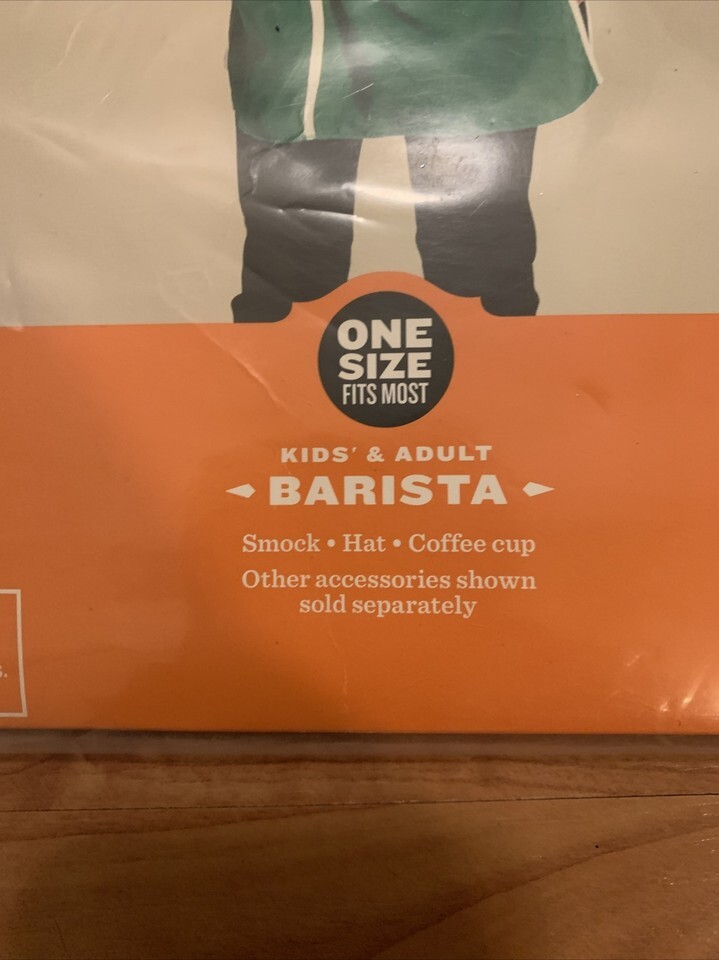 ONE
SIZE
FITS MOST
KIDS' & ADULT
BARISTA
Smock • Hat • Coffee cup
Other accessories shown
sold separately
s.